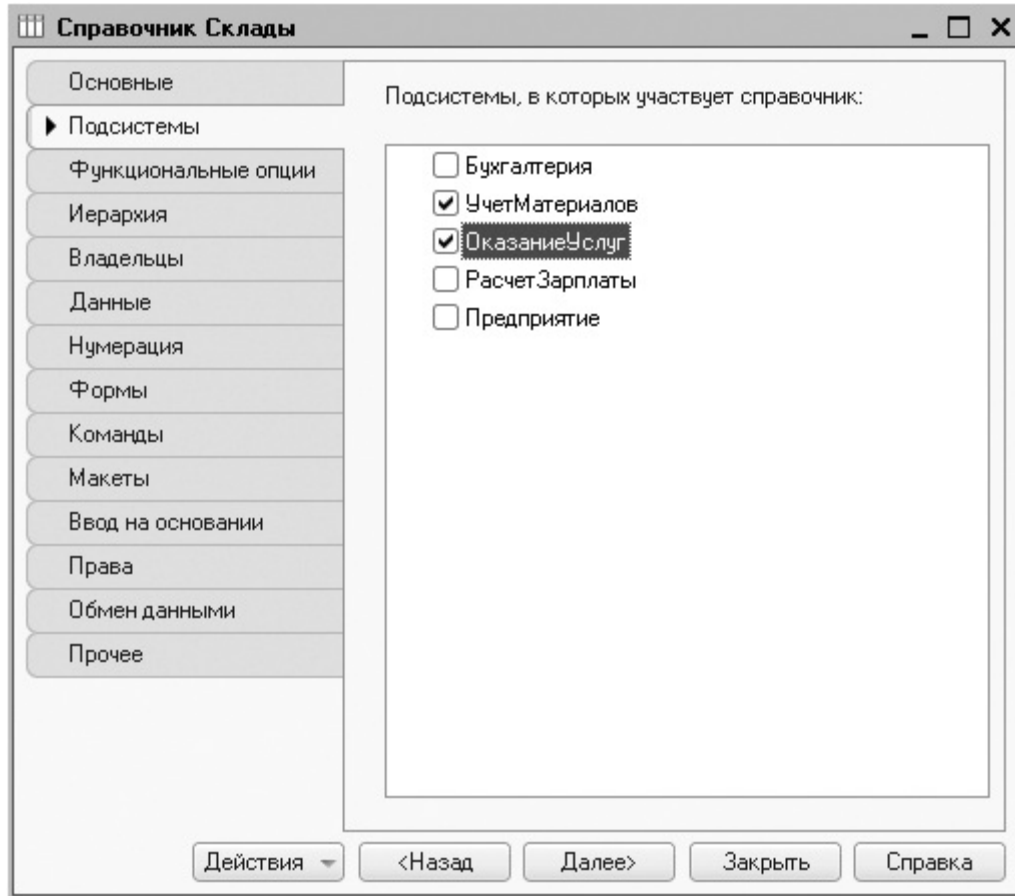 Справочник Склады
Основные
Подсистемы
Функциональные опции
Иерархия
Владельцы
Данные
Нумерация
Формы
Команды
Макеты
Ввод на основании
Права
Обмен данными
Прочее
Подсистемы, в которых участвует справочник:
Бухгалтерия
УчетМатериалов
ОказаниеУслуг
РасчетЗарплаты
Предприятие
Действия <Назад Далее> Закрыть Справка